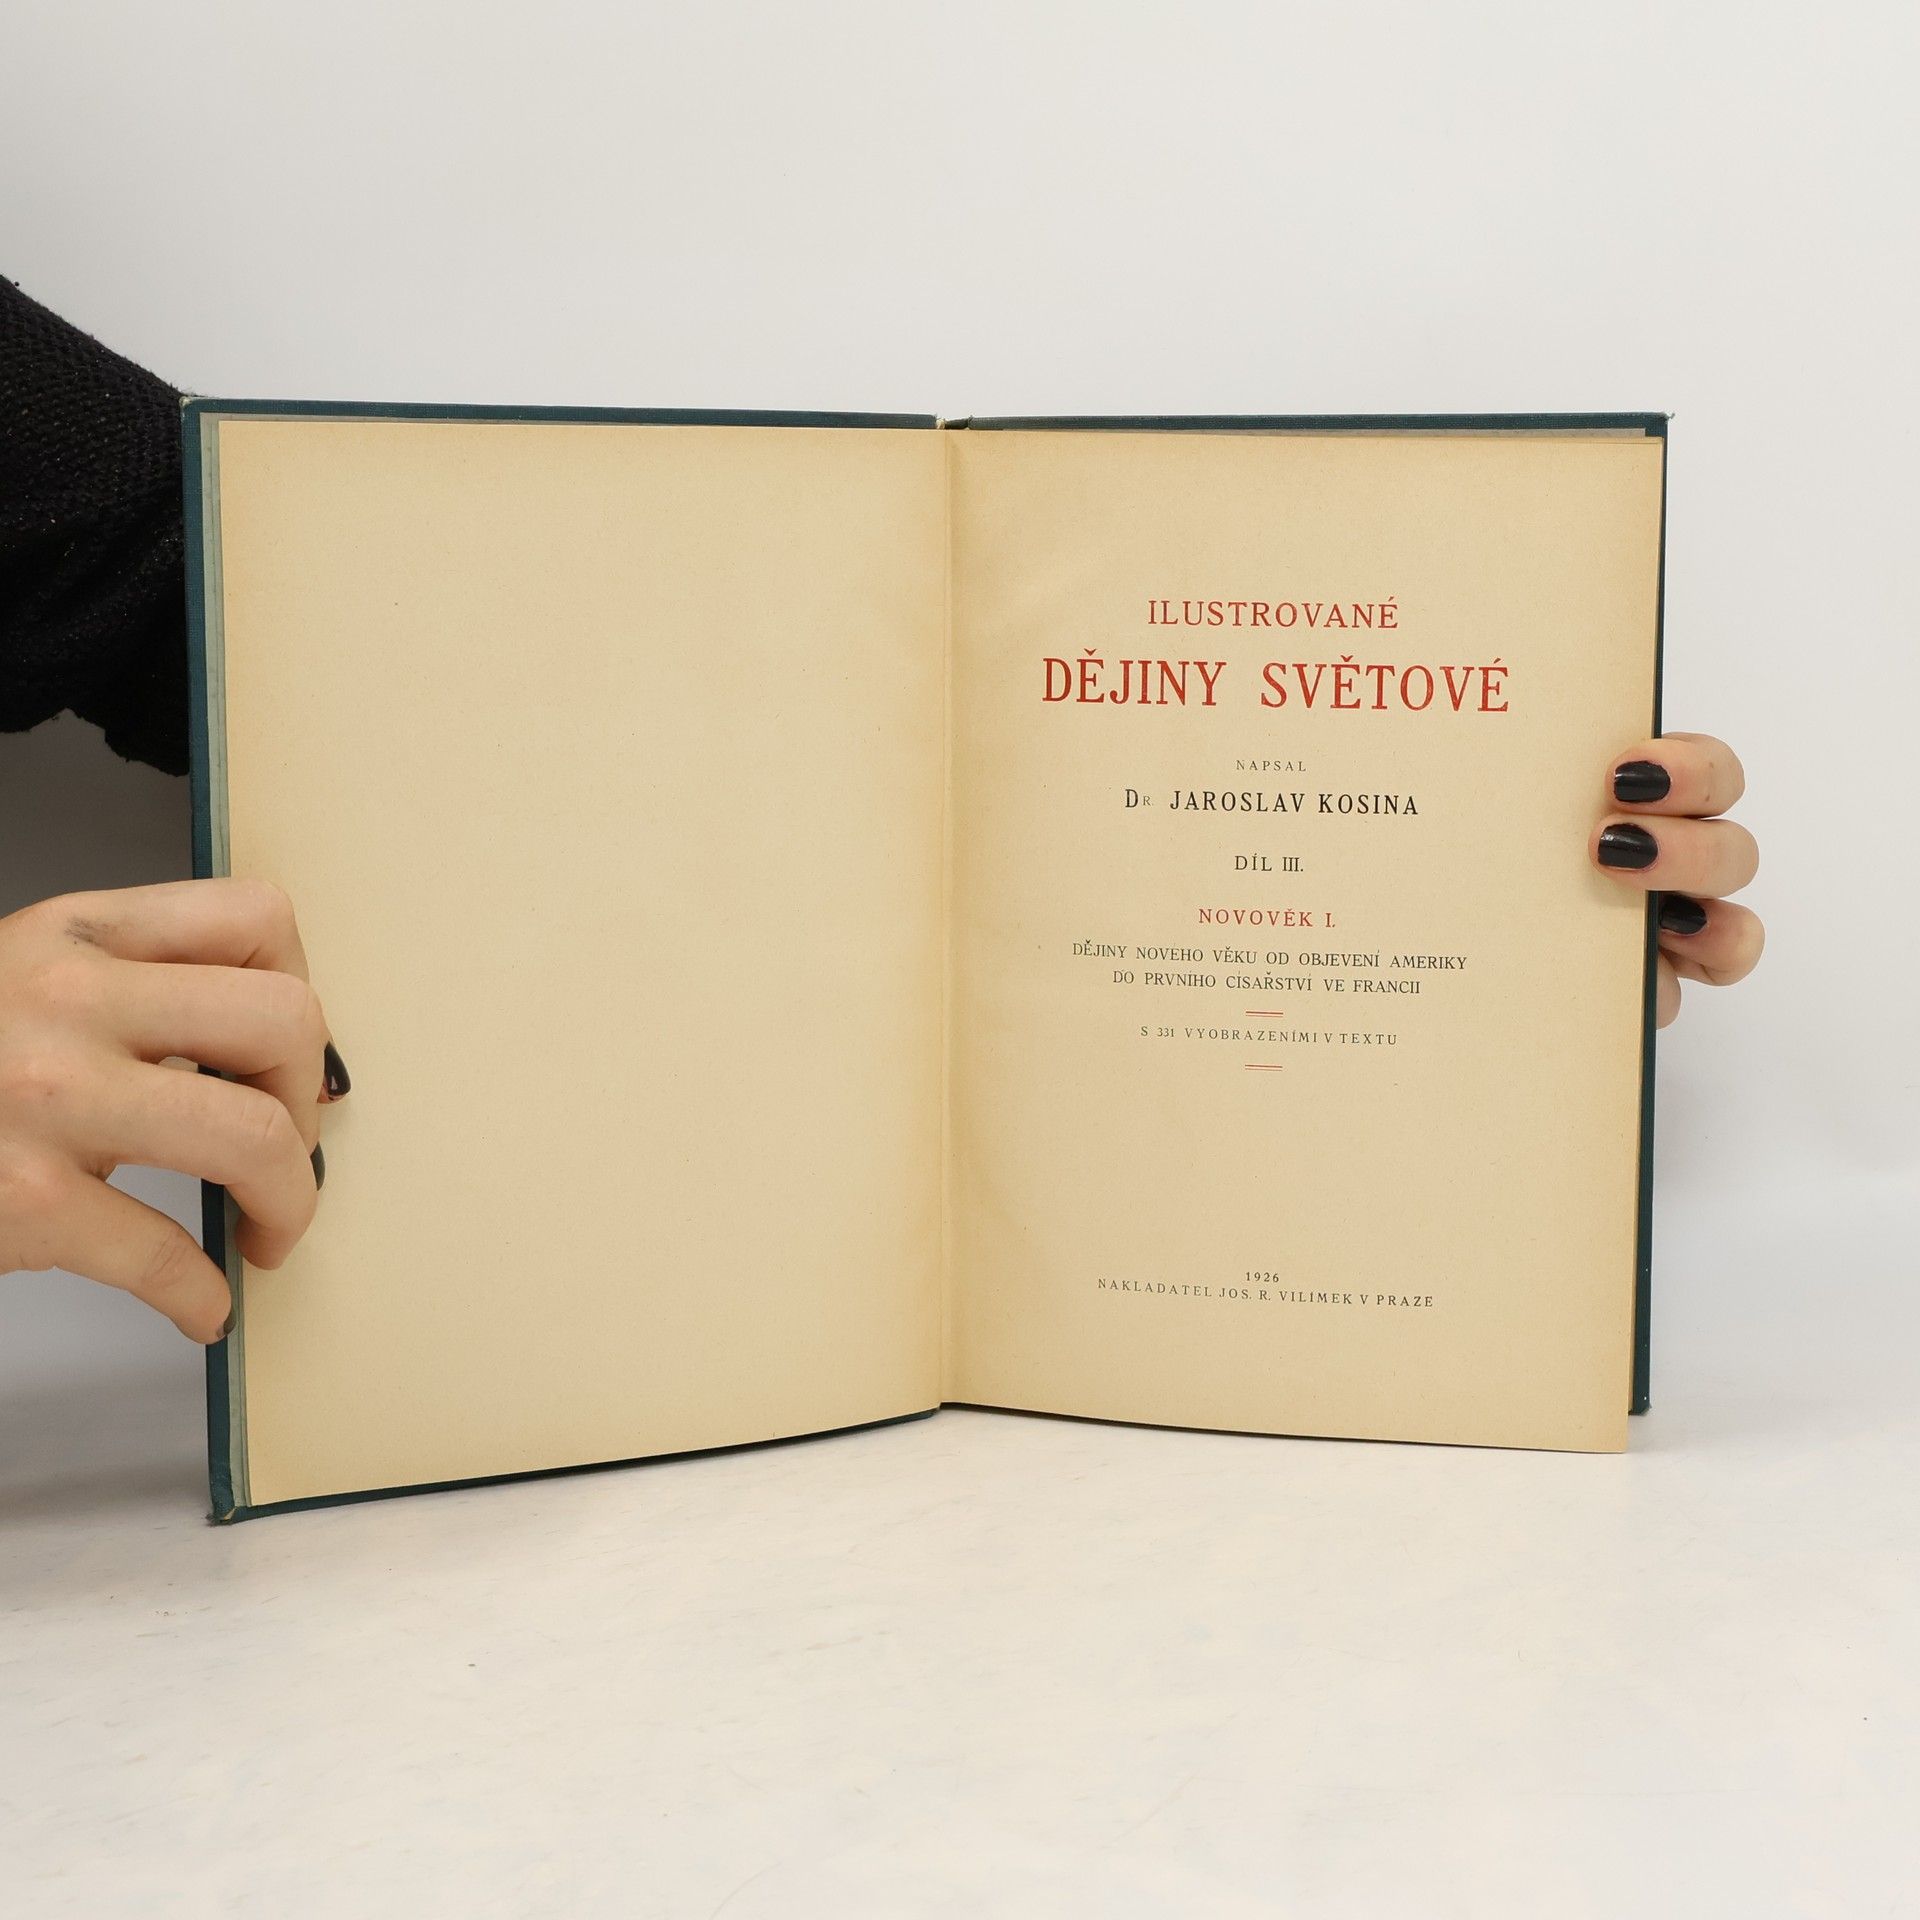 ILUSTROVANÉ
DĚJINY SVĚTOVÉ
NAPSAL
DR. JAROSLAV KOSINA
DÍL III.
NOVOVĚK I.
DĚJINY NOVÉHO VĚKU OD OBJEVENÍ AMERIKY
DO PRVNÍHO CÍSAŘSTVÍ VE FRANCII
S 331 VYOBRAZENÍMI V TEXTU
1926
NAKLADATEL JOS. R. VILÍMEK V PRAZE